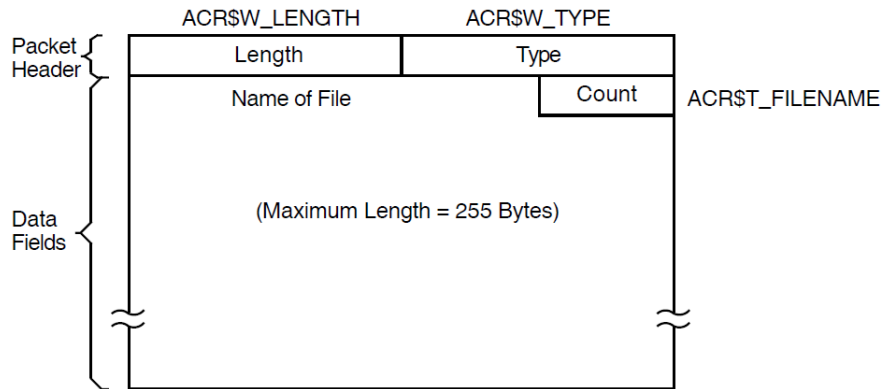 ACR$W_LENGTH ACR$W_TYPE
Packet
Header
Length Type
Name of File Count ACR$T_FILENAME
(Maximum Length = 255 Bytes)
Data
Fields